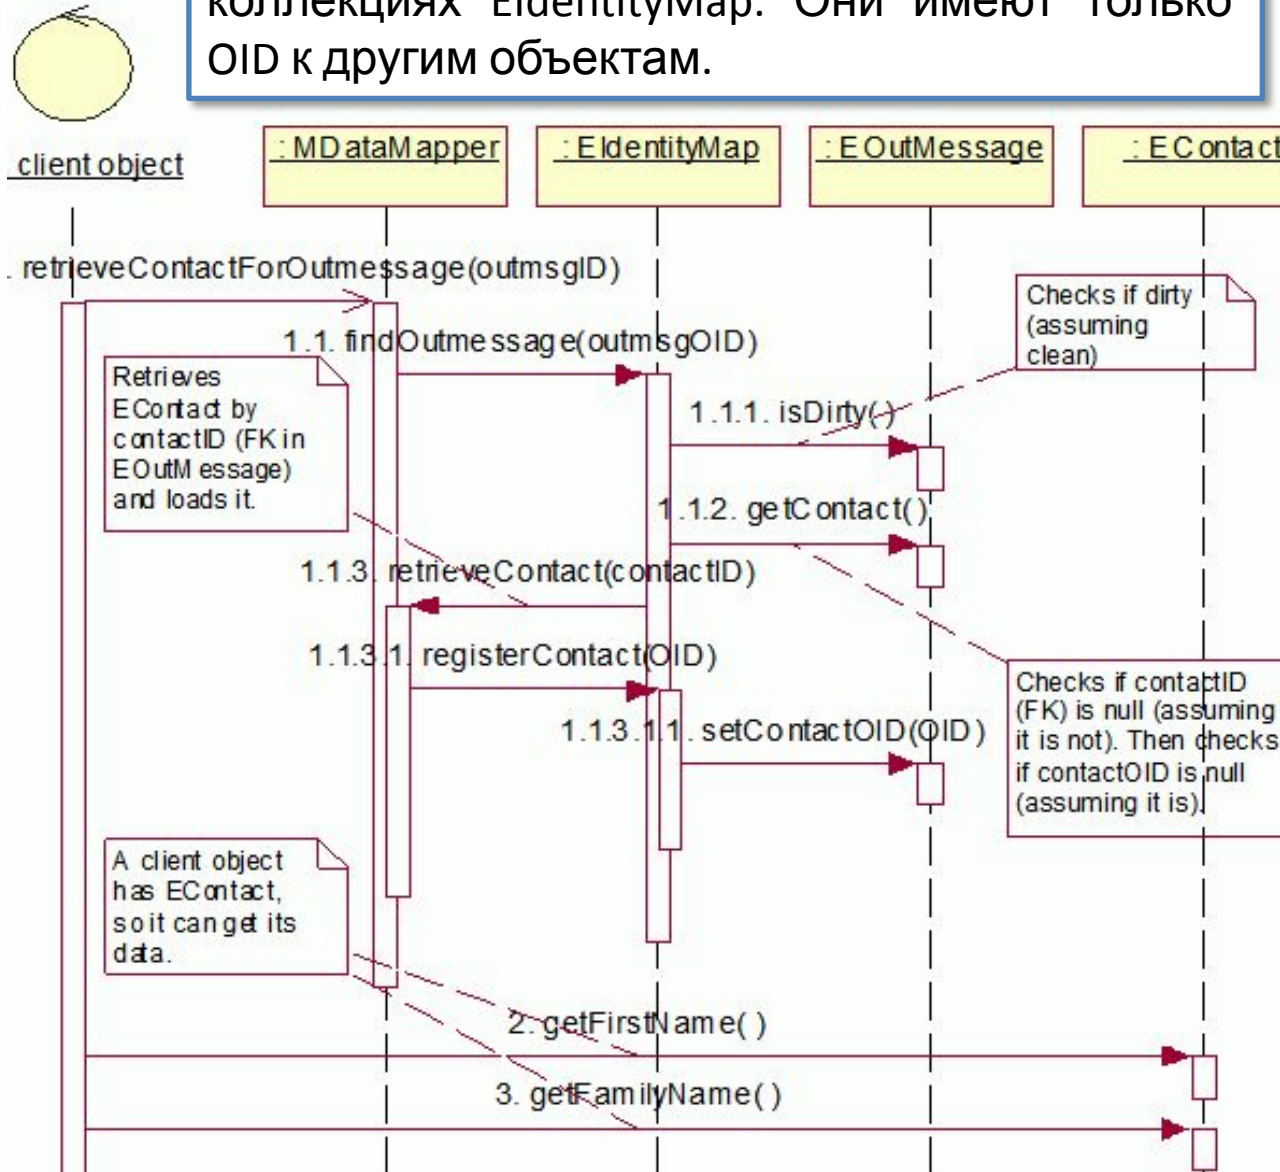 коллекциях EIdentityMap. Они имеют только
OID к другим объектам.
client object
: MDataMapper
: EIdentityMap
: EOutMessage
: EContact
. retrieveContactForOutmessage(outmsgID)
Checks if dirty
(assuming
clean)
1.1. findOutmessage(outmsgOID)
Retrieves
EContact by
contactID (FK in
EOutMessage)
and loads it.
1.1.1. isDirty( )
1.1.2. getContact( )
1.1.3. retrieveContact(contactID)
1.1.3.1. registerContact(OID)
Checks if contactID
(FK) is null (assuming
it is not). Then checks
if contactOID is null
(assuming it is).
1.1.3.1.1. setContactOID(OID)
A client object
has EContact,
so it can get its
data.
2. getFirstName( )
3. getFamilyName( )